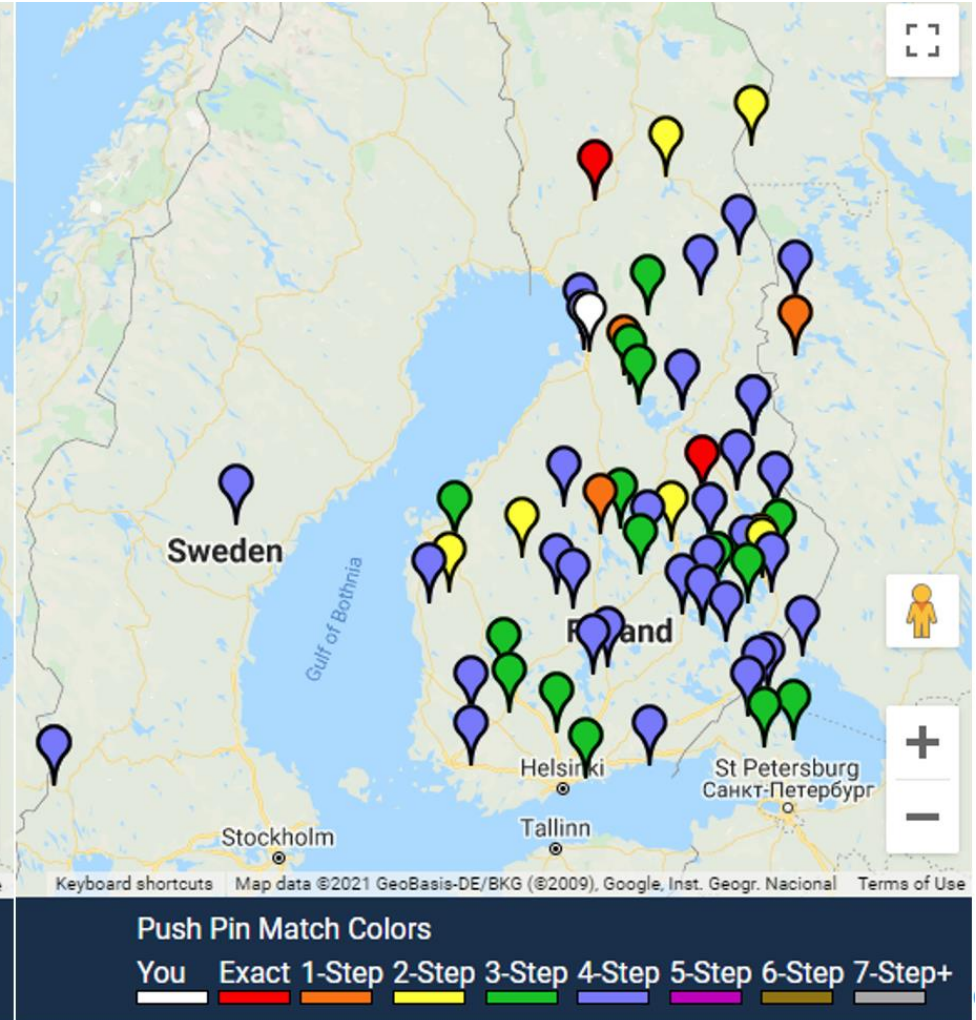 Sweden
Gulf of Bothnia
Helsinki
St Petersburg
Санкт-Петербург
Tallinn
Stockholm
Keyboard shortcuts Map data ©2021 GeoBasis-DE/BKG (©2009), Google, Inst. Geogr. Nacional Terms of Use
Push Pin Match Colors
You Exact 1-Step 2-Step 3-Step 4-Step 5-Step 6-Step 7-Step+